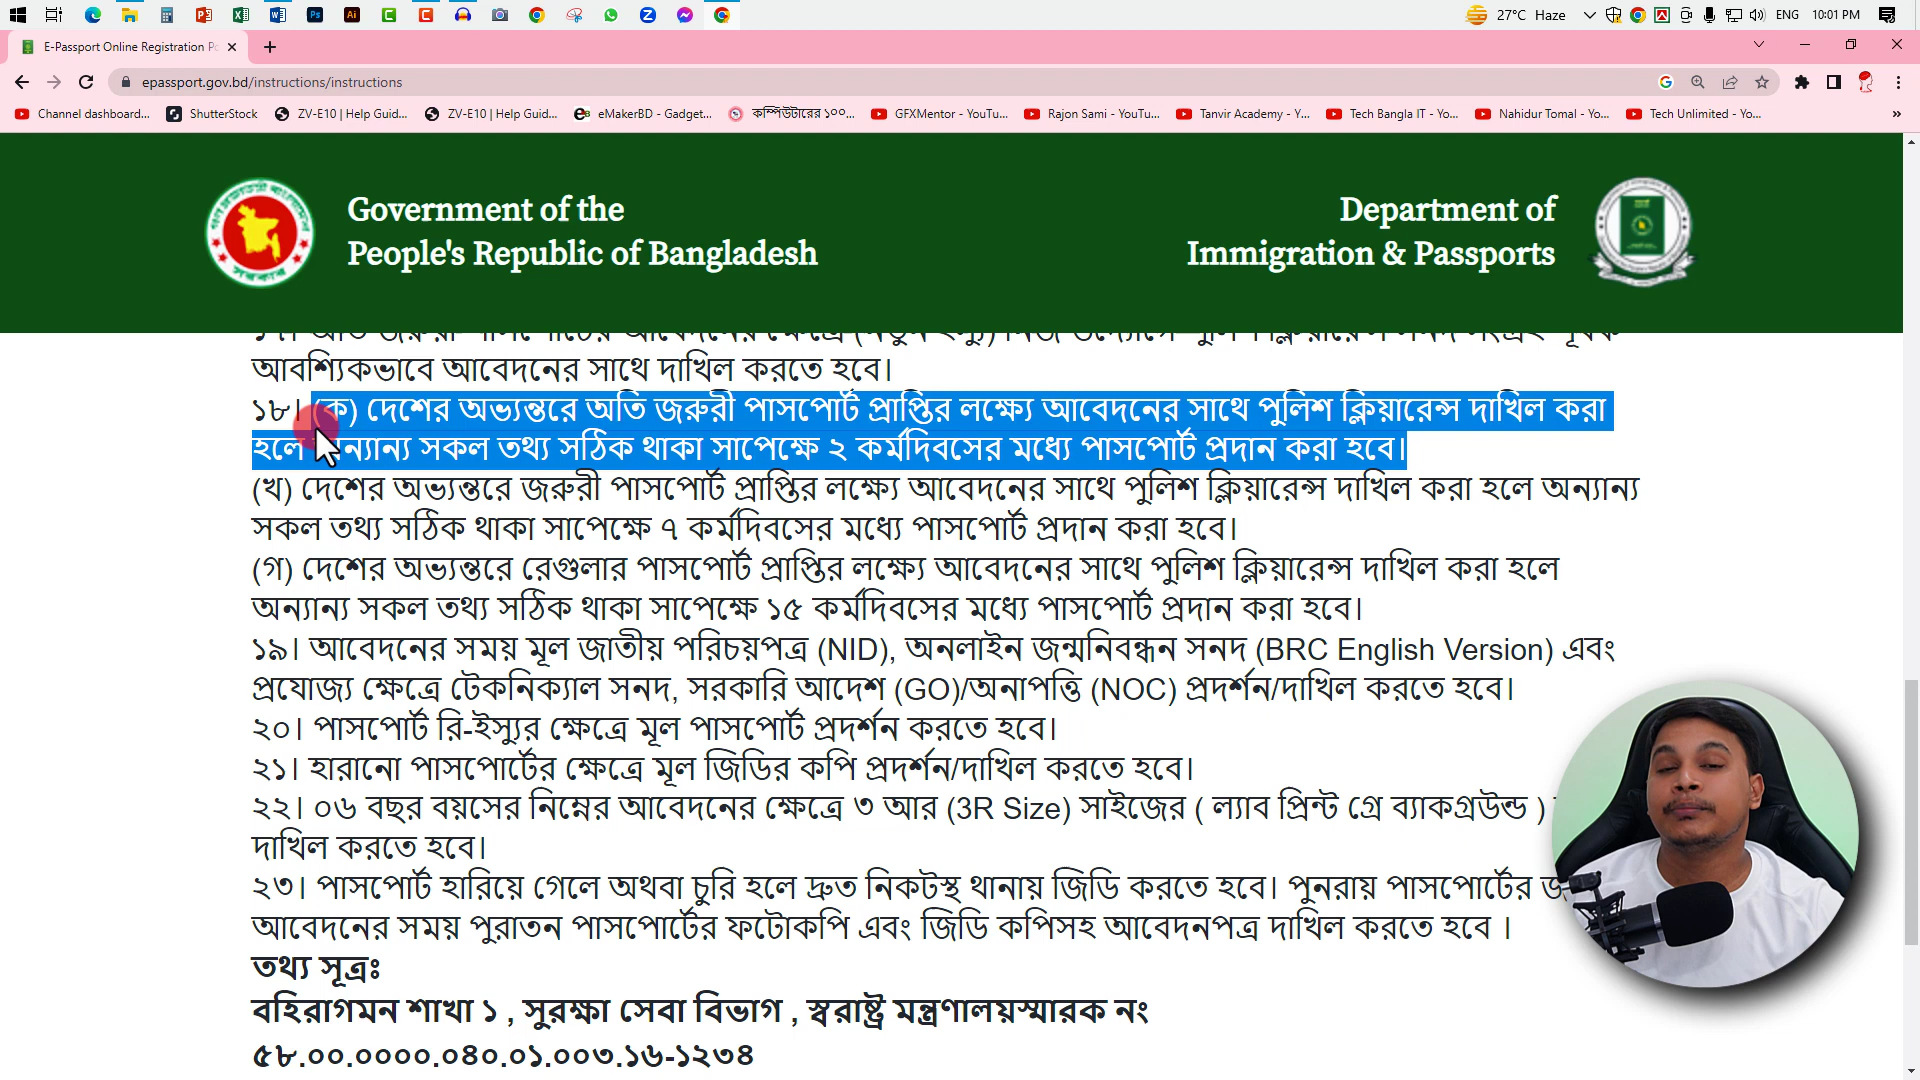 27°C Haze
ENG
10:01 PM
E-Passport Online Registration Po
epassport.gov.bd/instructions/instructions
Channel dashboard...
ShutterStock
ZV-E10 | Help Guid...
ZV-E10 | Help Guid...
eMakerBD - Gadget...
কম্পিউটারের ১০০...
GFXMentor - YouTu...
Rajon Sami - YouTu...
Tanvir Academy - Y...
Tech Bangla IT - Yo...
Nahidur Tomal - Yo...
Tech Unlimited - Yo...
Government of the
People's Republic of Bangladesh
Department of
Immigration & Passports
আবশ্যিকভাবে আবেদনের সাথে দাখিল করতে হবে।
১৮। (ক) দেশের অভ্যন্তরে অতি জরুরী পাসপোর্ট প্রাপ্তির লক্ষ্যে আবেদনের সাথে পুলিশ ক্লিয়ারেন্স দাখিল করা
হলে অন্যান্য সকল তথ্য সঠিক থাকা সাপেক্ষে ২ কর্মদিবসের মধ্যে পাসপোর্ট প্রদান করা হবে।
(খ) দেশের অভ্যন্তরে জরুরী পাসপোর্ট প্রাপ্তির লক্ষ্যে আবেদনের সাথে পুলিশ ক্লিয়ারেন্স দাখিল করা হলে অন্যান্য
সকল তথ্য সঠিক থাকা সাপেক্ষে ৭ কর্মদিবসের মধ্যে পাসপোর্ট প্রদান করা হবে।
(গ) দেশের অভ্যন্তরে রেগুলার পাসপোর্ট প্রাপ্তির লক্ষ্যে আবেদনের সাথে পুলিশ ক্লিয়ারেন্স দাখিল করা হলে
অন্যান্য সকল তথ্য সঠিক থাকা সাপেক্ষে ১৫ কর্মদিবসের মধ্যে পাসপোর্ট প্রদান করা হবে।
১৯। আবেদনের সময় মূল জাতীয় পরিচয়পত্র (NID), অনলাইন জন্মনিবন্ধন সনদ (BRC English Version) এবং
প্রযোজ্য ক্ষেত্রে টেকনিক্যাল সনদ, সরকারি আদেশ (GO)/অনাপত্তি (NOC) প্রদর্শন/দাখিল করতে হবে।
২০। পাসপোর্ট রি-ইস্যুর ক্ষেত্রে মূল পাসপোর্ট প্রদর্শন করতে হবে।
২১। হারানো পাসপোর্টের ক্ষেত্রে মূল জিডির কপি প্রদর্শন/দাখিল করতে হবে।
২২। ০৬ বছর বয়সের নিম্নের আবেদনের ক্ষেত্রে ৩ আর (3R Size) সাইজের ( ল্যাব প্রিন্ট গ্রে ব্যাকগ্রউন্ড )
দাখিল করতে হবে।
২৩। পাসপোর্ট হারিয়ে গেলে অথবা চুরি হলে দ্রুত নিকটস্থ থানায় জিডি করতে হবে। পুনরায় পাসপোর্টের
আবেদনের সময় পুরাতন পাসপোর্টের ফটোকপি এবং জিডি কপিসহ আবেদনপত্র দাখিল করতে হবে ।
তথ্য সূত্রঃ
বহিরাগমন শাখা ১ , সুরক্ষা সেবা বিভাগ , স্বরাষ্ট্র মন্ত্রণালয়স্মারক নং
৫৮.০০.০০০০.০৪০.০১.০০৩.১৬-১২৩৪